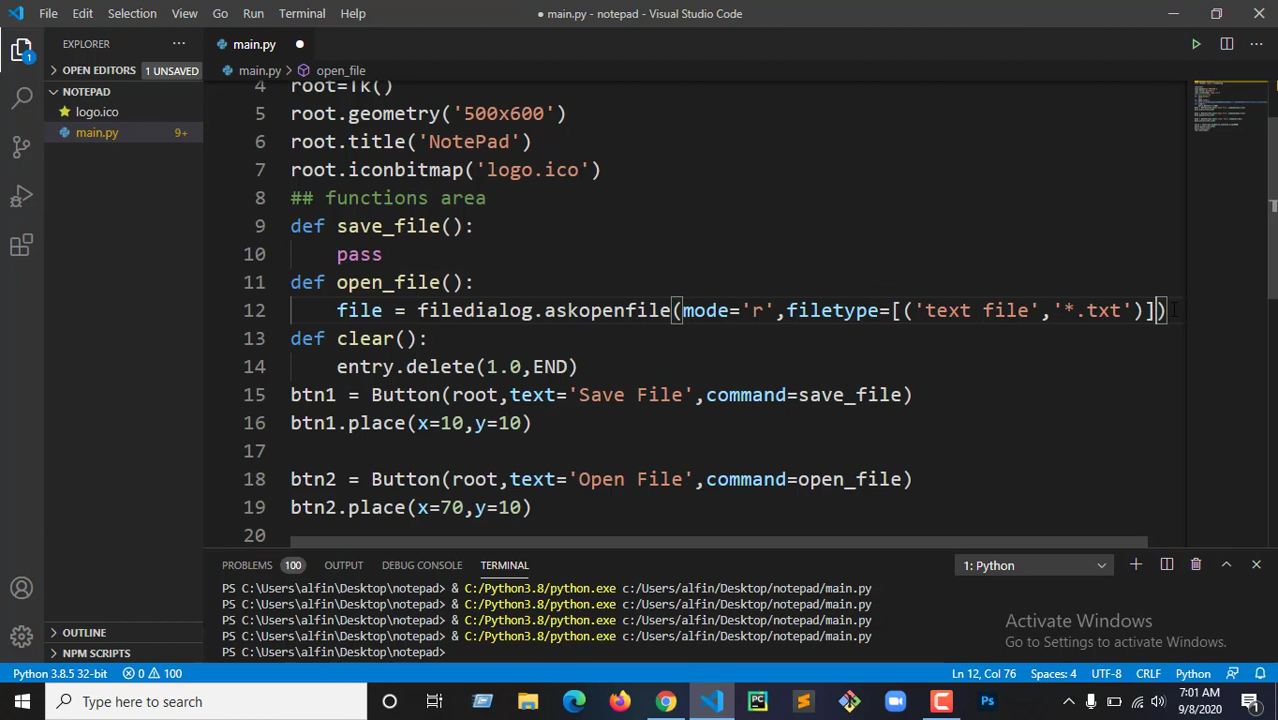 File Edit Selection View Go Run Terminal Help
● main.py - notepad - Visual Studio Code
EXPLORER
main.py
OPEN EDITORS 1 UNSAVED
main.py > open_file
NOTEPAD
logo.ico
main.py 9+
4 root=Tk()
5 root.geometry('500x600')
6 root.title('NotePad')
7 root.iconbitmap('logo.ico')
8 ## functions area
9 def save_file():
10 pass
11 def open_file():
12 file = filedialog.askopenfile(mode='r',filetype=[('text file','*.txt')])
13 def clear():
14 entry.delete(1.0,END)
15 btn1 = Button(root,text='Save File',command=save_file)
16 btn1.place(x=10,y=10)
17
18 btn2 = Button(root,text='Open File',command=open_file)
19 btn2.place(x=70,y=10)
20
PROBLEMS 100 OUTPUT DEBUG CONSOLE TERMINAL 1: Python
PS C:\Users\alfin\Desktop\notepad> & C:/Python3.8/python.exe c:/Users/alfin/Desktop/notepad/main.py
PS C:\Users\alfin\Desktop\notepad> & C:/Python3.8/python.exe c:/Users/alfin/Desktop/notepad/main.py
PS C:\Users\alfin\Desktop\notepad> & C:/Python3.8/python.exe c:/Users/alfin/Desktop/notepad/main.py
PS C:\Users\alfin\Desktop\notepad> & C:/Python3.8/python.exe c:/Users/alfin/Desktop/notepad/main.py
PS C:\Users\alfin\Desktop\notepad>
Activate Windows
Go to Settings to activate Windows.
OUTLINE
NPM SCRIPTS
Python 3.8.5 32-bit 0 100 Ln 12, Col 76 Spaces: 4 UTF-8 CRLF Python
Type here to search
7:01 AM
9/8/2020